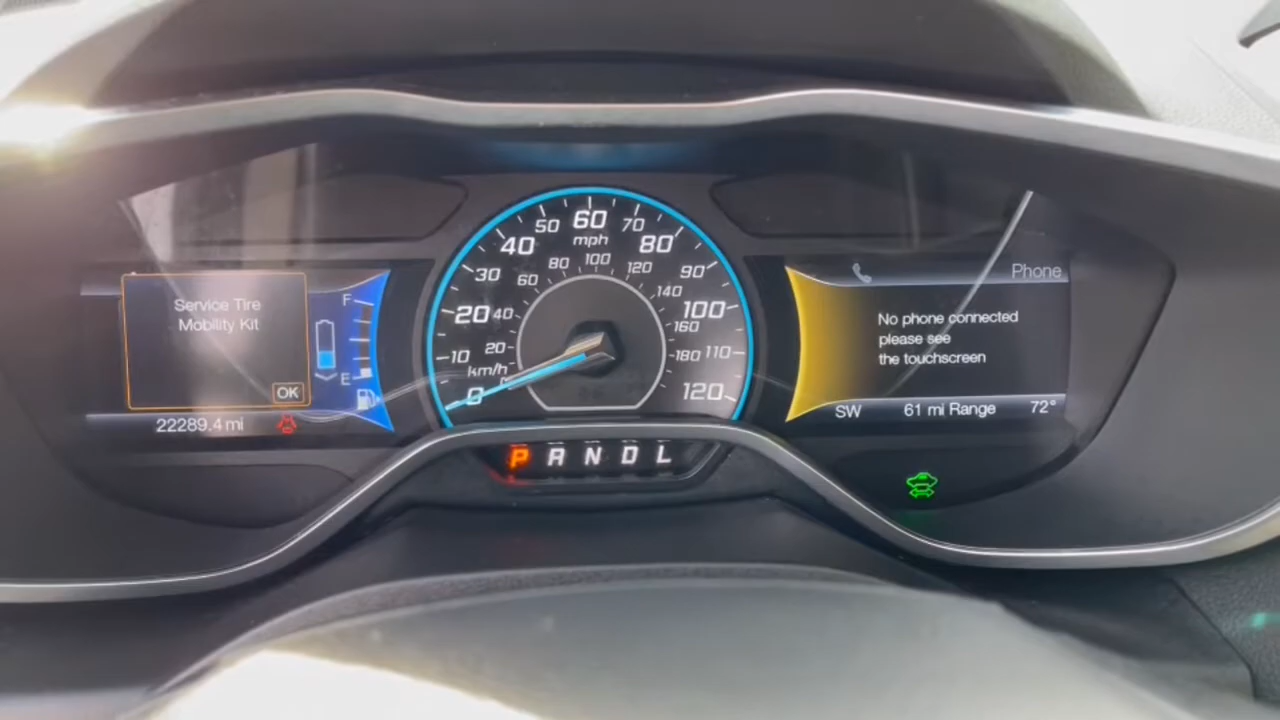 Service Tire
Mobility Kit
OK
22289.4 mi
F
E
0
10
20
30
40
50
60
70
80
90
100
110
120
mph
20
40
60
80
100
120
140
160
180
km/h
P R N D L
Phone
No phone connected
please see
the touchscreen
SW 61 mi Range 72°